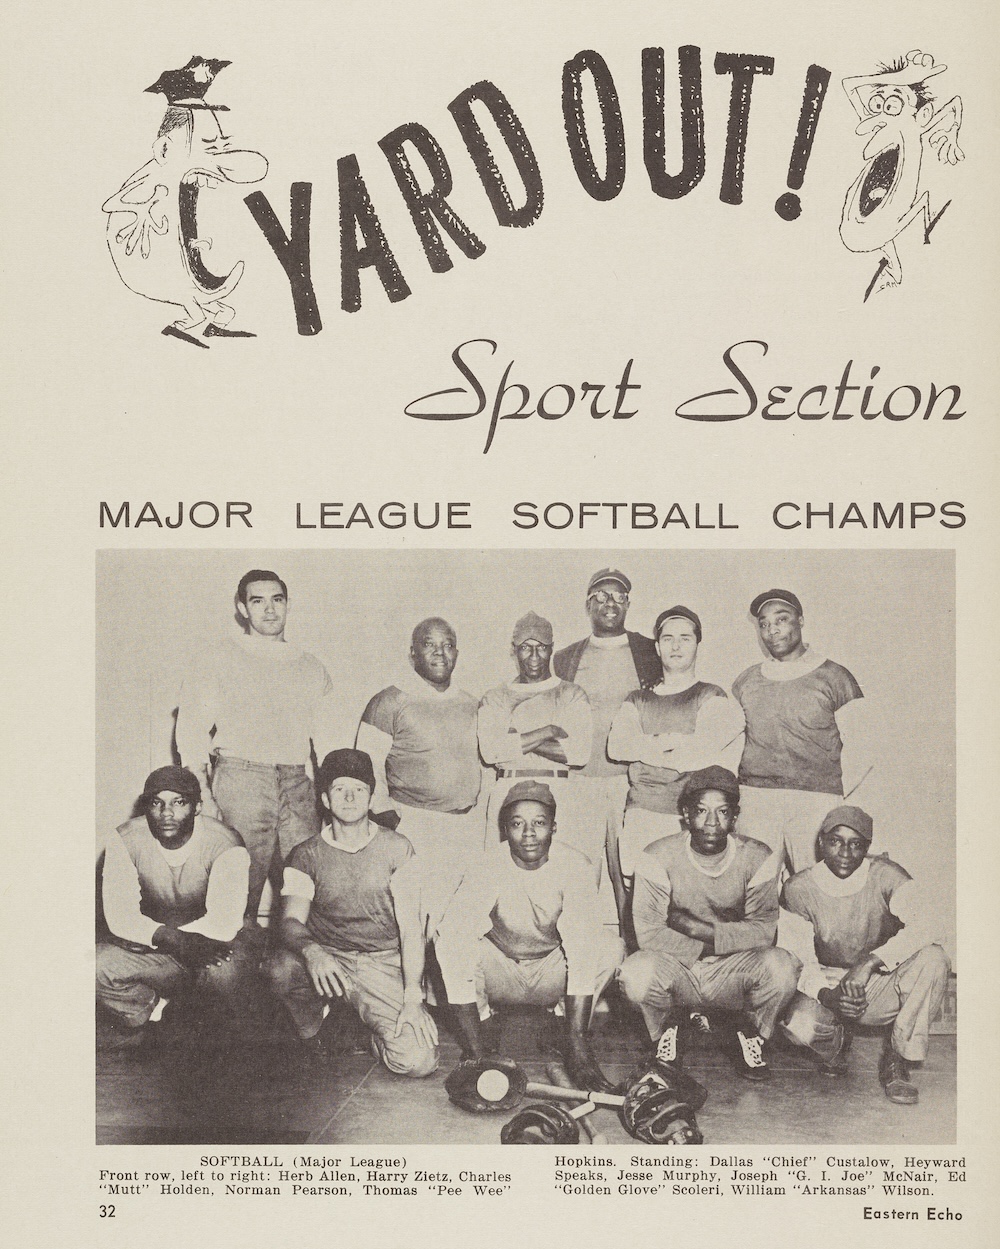 YARD OUT!
CRM
Sport Section
MAJOR LEAGUE SOFTBALL CHAMPS
SOFTBALL (Major League)
Front row, left to right: Herb Allen, Harry Zietz, Charles
"Mutt" Holden, Norman Pearson, Thomas "Pee Wee"
Hopkins. Standing: Dallas "Chief" Custalow, Heyward
Speaks, Jesse Murphy, Joseph "G. I. Joe" McNair, Ed
"Golden Glove" Scoleri, William "Arkansas" Wilson.
32
Eastern Echo